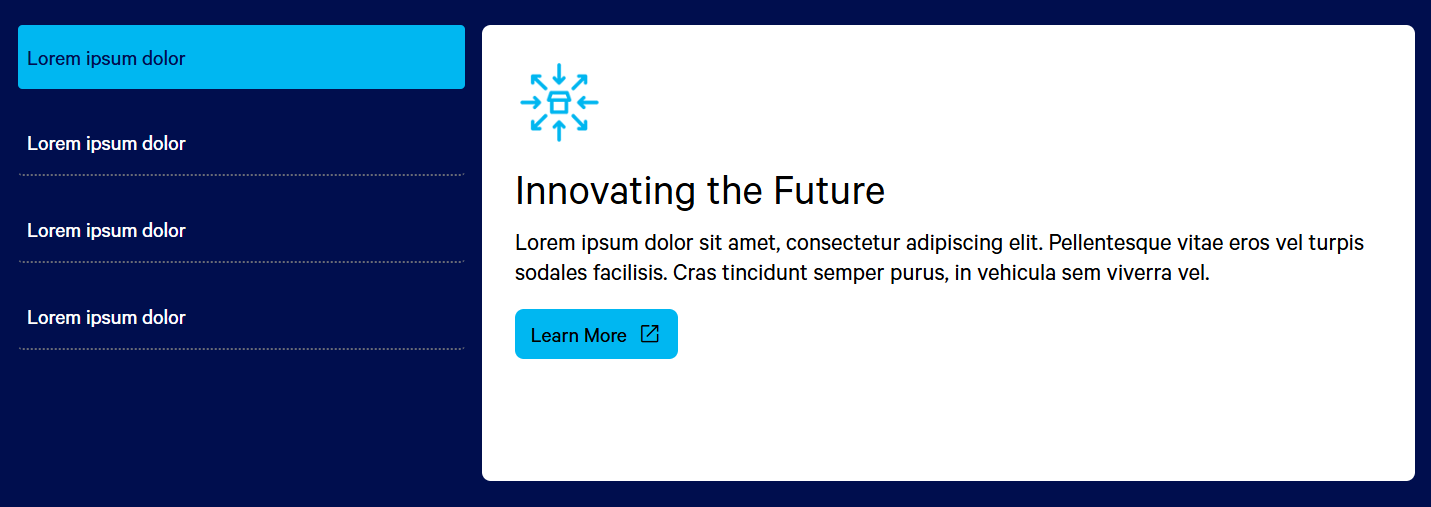 Lorem ipsum dolor
Lorem ipsum dolor
Lorem ipsum dolor
Lorem ipsum dolor
Innovating the Future
Lorem ipsum dolor sit amet, consectetur adipiscing elit. Pellentesque vitae eros vel turpis
sodales facilisis. Cras tincidunt semper purus, in vehicula sem viverra vel.
Learn More